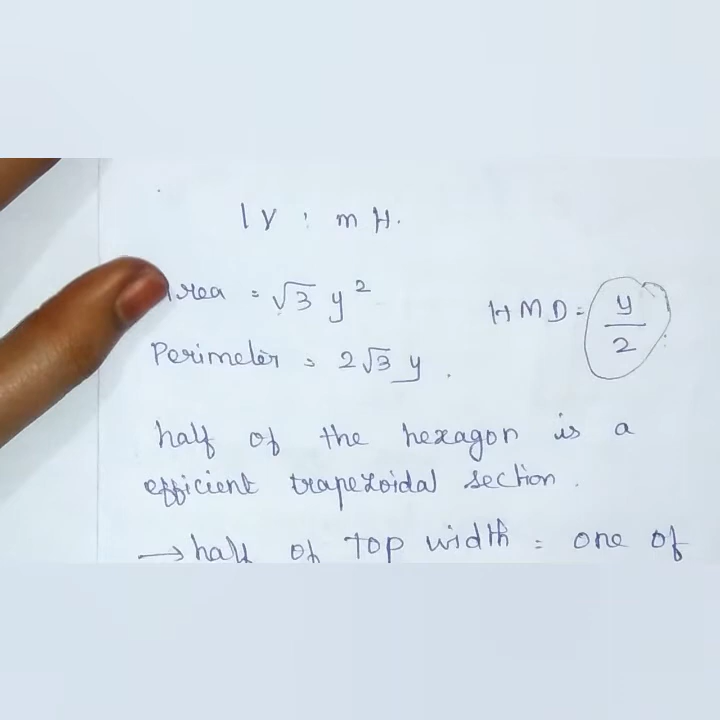 1V : mH.
Area = √3 y²
HMD = y/2
Perimeter = 2√3 y.
half of the hexagon is a
efficient trapezoidal section.
→ half of top width = one of